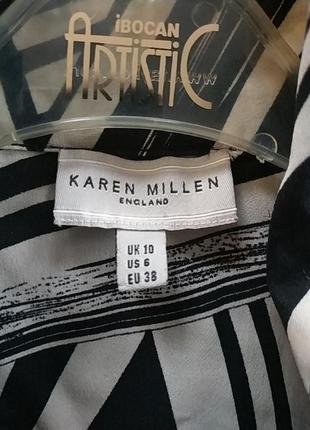 iBOCAN
ARTiSTiC
KAREN MILLEN
ENGLAND
UK 10
US 6
EU 38